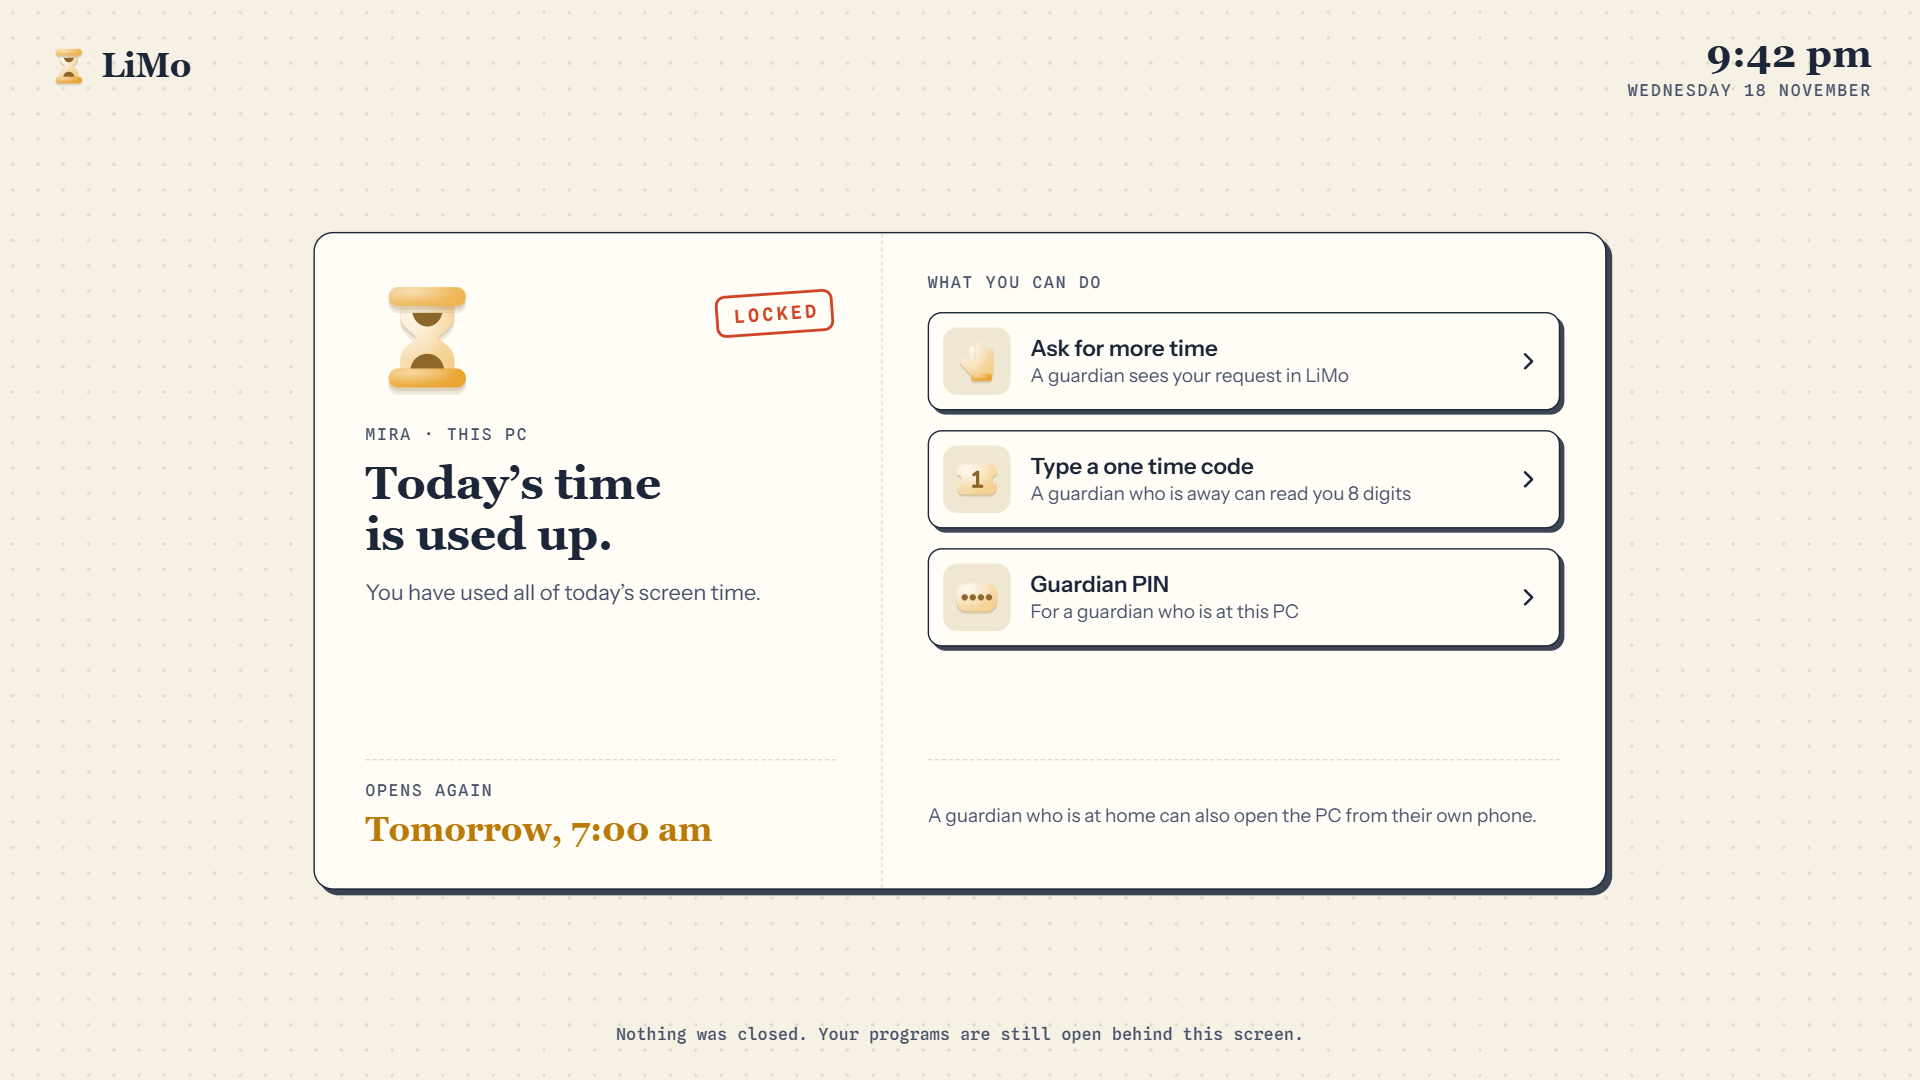 LiMo
9:42 pm
WEDNESDAY 18 NOVEMBER
LOCKED
MIRA · THIS PC
Today’s time
is used up.
You have used all of today’s screen time.
OPENS AGAIN
Tomorrow, 7:00 am
WHAT YOU CAN DO
Ask for more time
A guardian sees your request in LiMo
1
Type a one time code
A guardian who is away can read you 8 digits
Guardian PIN
For a guardian who is at this PC
A guardian who is at home can also open the PC from their own phone.
Nothing was closed. Your programs are still open behind this screen.